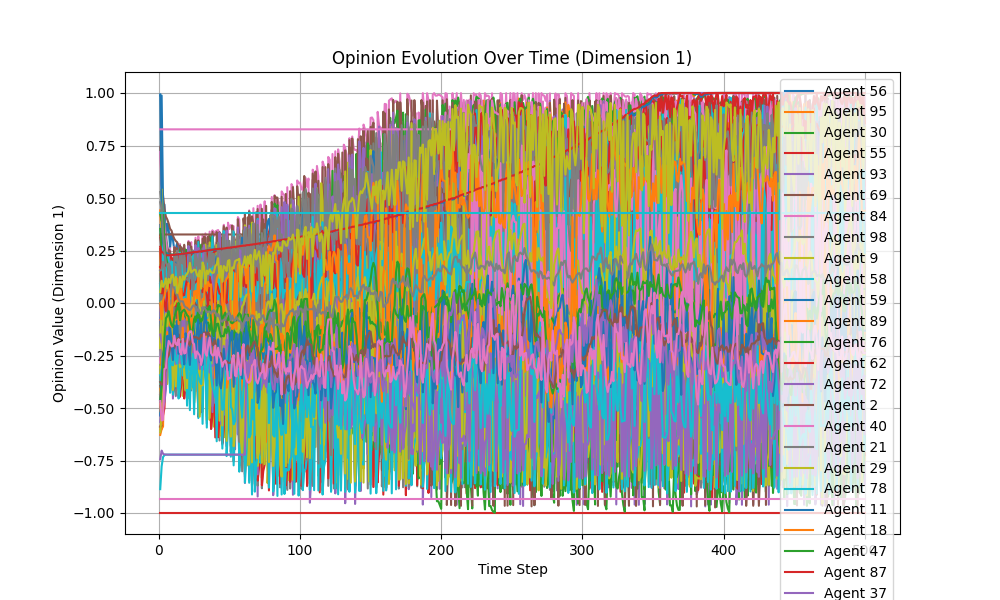 Opinion Evolution Over Time (Dimension 1)
Opinion Value (Dimension 1)
1.00
0.75
0.50
0.25
0.00
−0.25
−0.50
−0.75
−1.00
0
100
200
300
400
Time Step
Agent 56
Agent 95
Agent 30
Agent 55
Agent 93
Agent 69
Agent 84
Agent 98
Agent 9
Agent 58
Agent 59
Agent 89
Agent 76
Agent 62
Agent 72
Agent 2
Agent 40
Agent 21
Agent 29
Agent 78
Agent 11
Agent 18
Agent 47
Agent 87
Agent 37